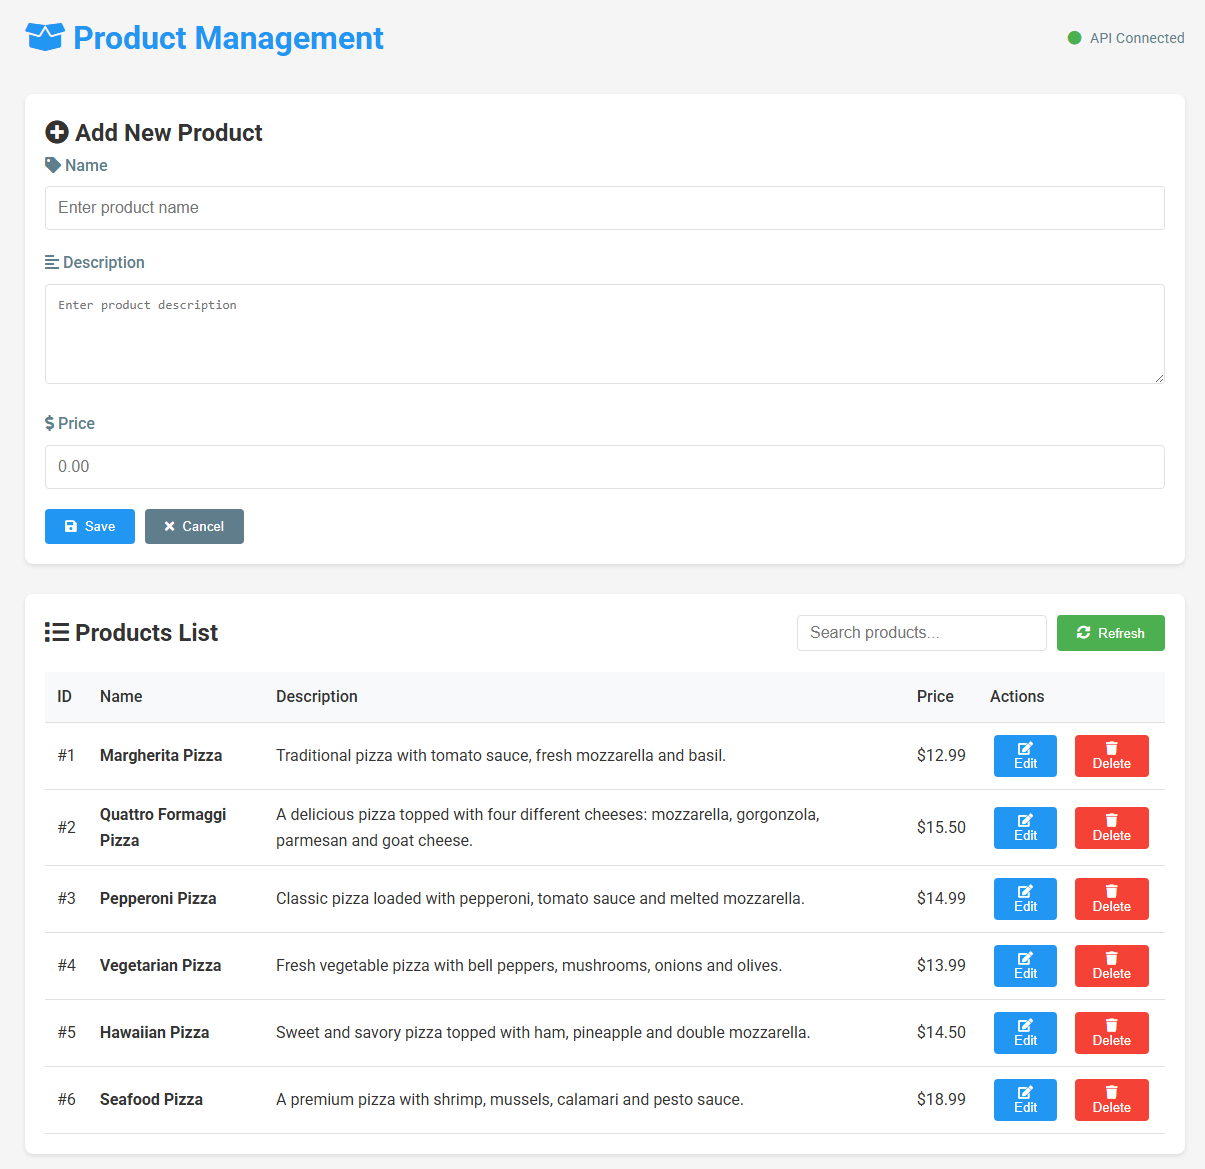 Product Management
API Connected
Add New Product
Name
Enter product name
Description
Enter product description
Price
0.00
Save Cancel
Products List
Search products...
Refresh
ID Name Description Price Actions
#1 Margherita Pizza Traditional pizza with tomato sauce, fresh mozzarella and basil. $12.99 Edit Delete
#2 Quattro Formaggi
Pizza
A delicious pizza topped with four different cheeses: mozzarella, gorgonzola,
parmesan and goat cheese.
$15.50 Edit Delete
#3 Pepperoni Pizza Classic pizza loaded with pepperoni, tomato sauce and melted mozzarella. $14.99 Edit Delete
#4 Vegetarian Pizza Fresh vegetable pizza with bell peppers, mushrooms, onions and olives. $13.99 Edit Delete
#5 Hawaiian Pizza Sweet and savory pizza topped with ham, pineapple and double mozzarella. $14.50 Edit Delete
#6 Seafood Pizza A premium pizza with shrimp, mussels, calamari and pesto sauce. $18.99 Edit Delete